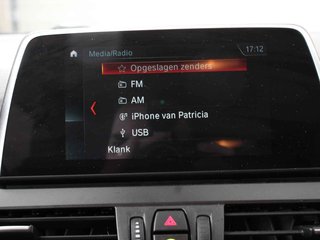 Media/Radio
17:12
Opgeslagen zenders
FM
AM
iPhone van Patricia
USB
Klank